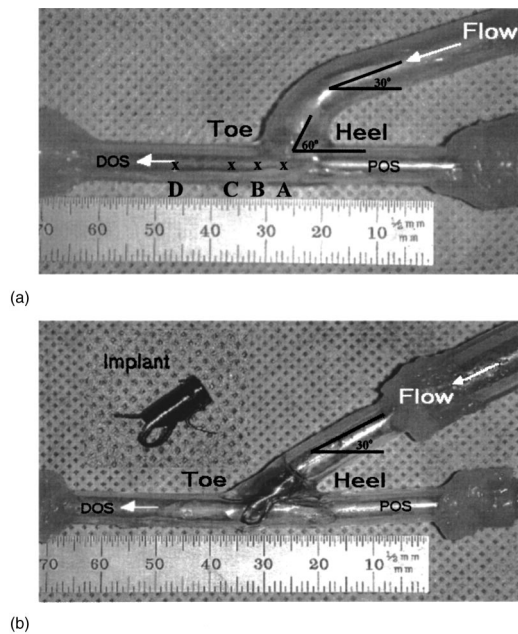 Flow
30°
Toe
60°
Heel
DOS
POS
x x x x
D C B A
70 60 50 40 30 20 10 ½ mm
mm
(a)
Implant
Flow
30°
Toe
Heel
DOS
POS
70 60 50 40 30 20 10 ½ mm
mm
(b)